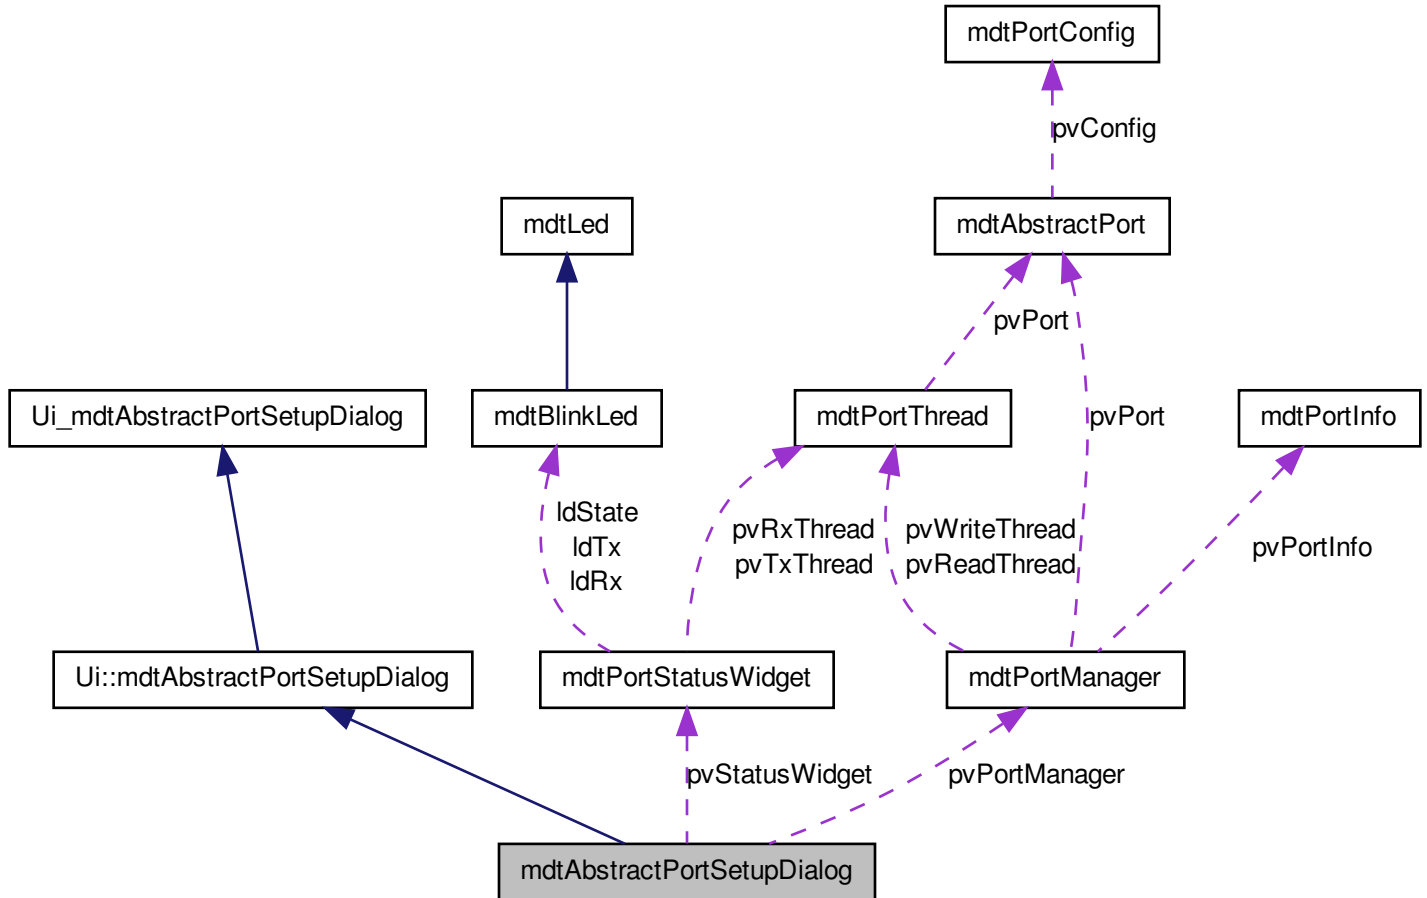 mdtPortConfig
pvConfig
mdtLed
mdtAbstractPort
pvPort
Ui_mdtAbstractPortSetupDialog
mdtBlinkLed
mdtPortThread
pvPort
mdtPortInfo
ldState
ldTx
ldRx
pvRxThread
pvTxThread
pvWriteThread
pvReadThread
pvPortInfo
Ui::mdtAbstractPortSetupDialog
mdtPortStatusWidget
mdtPortManager
pvStatusWidget
pvPortManager
mdtAbstractPortSetupDialog